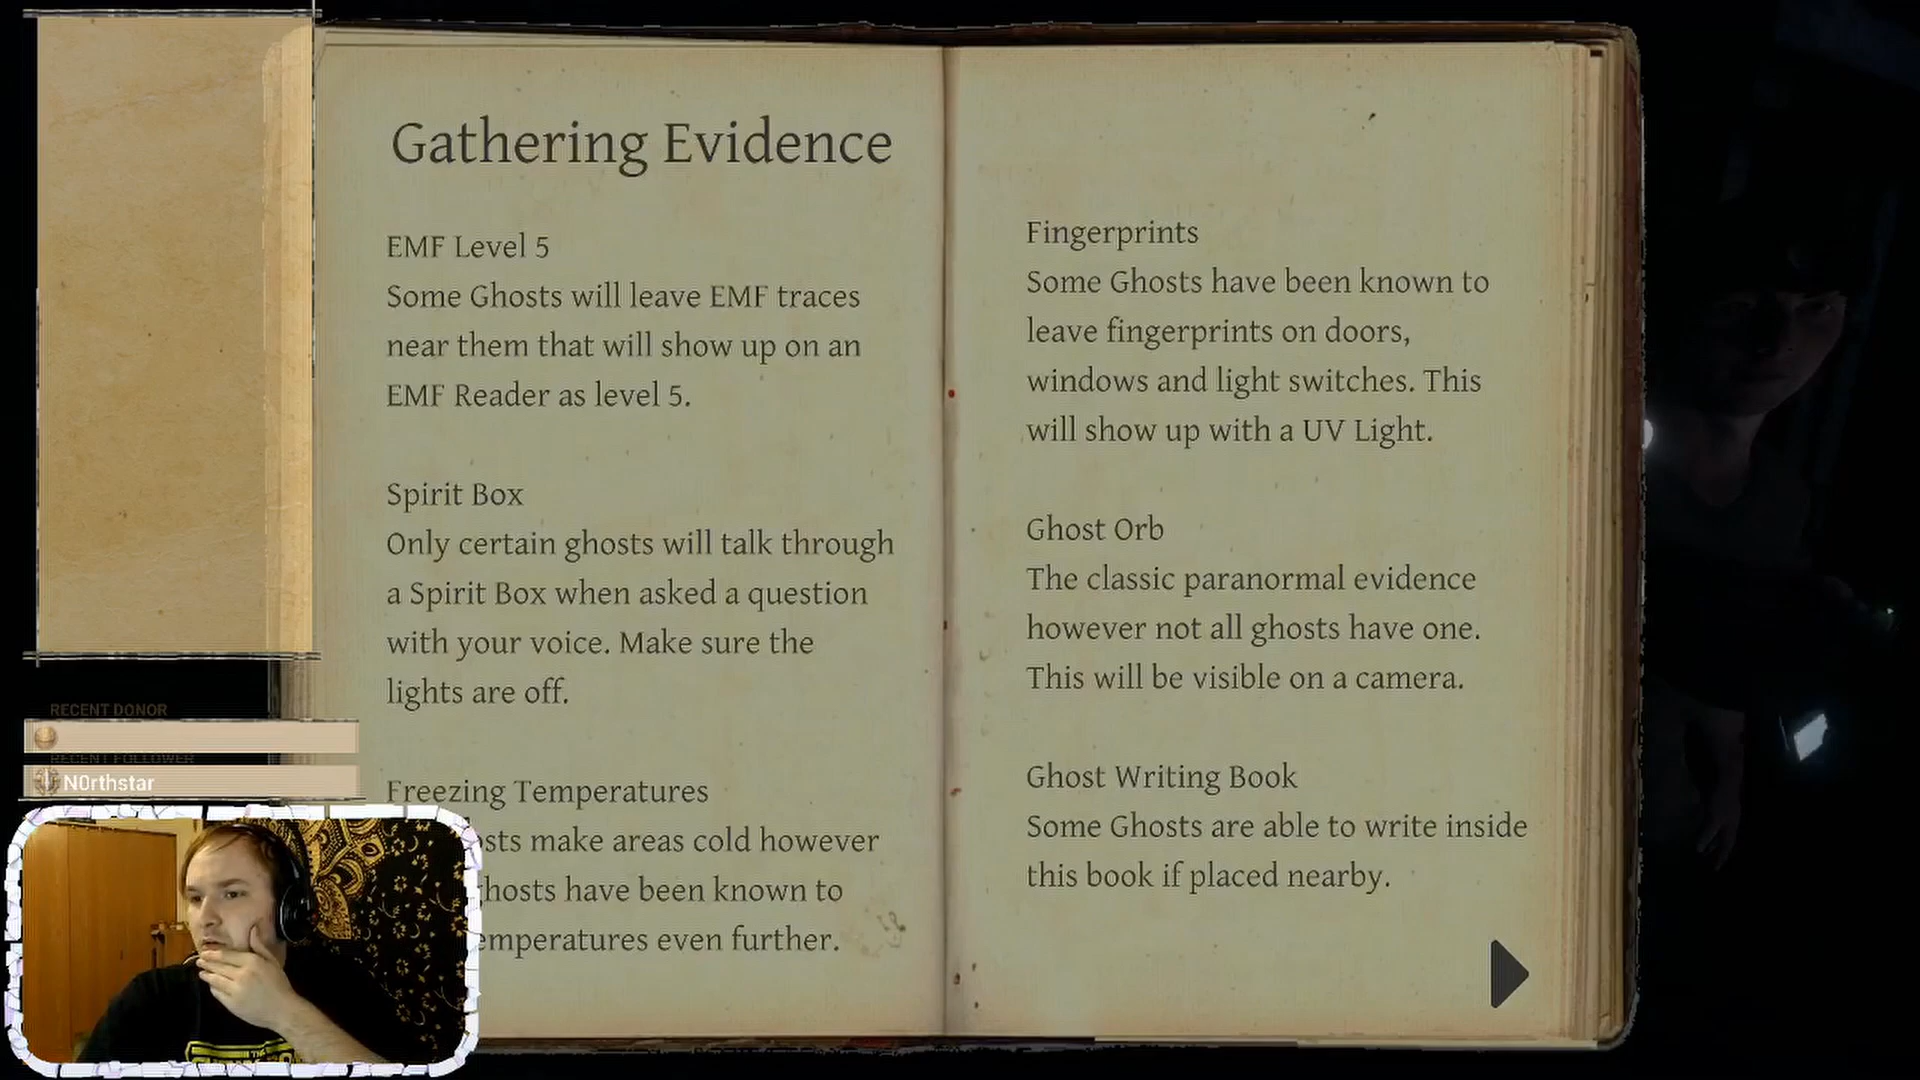 Gathering Evidence
EMF Level 5
Some Ghosts will leave EMF traces
near them that will show up on an
EMF Reader as level 5.
Spirit Box
Only certain ghosts will talk through
a Spirit Box when asked a question
with your voice. Make sure the
lights are off.
Freezing Temperatures
osts make areas cold however
ghosts have been known to
emperatures even further.
Fingerprints
Some Ghosts have been known to
leave fingerprints on doors,
windows and light switches. This
will show up with a UV Light.
Ghost Orb
The classic paranormal evidence
however not all ghosts have one.
This will be visible on a camera.
Ghost Writing Book
Some Ghosts are able to write inside
this book if placed nearby.
RECENT DONOR
RECENT FOLLOWER
N0rthstar